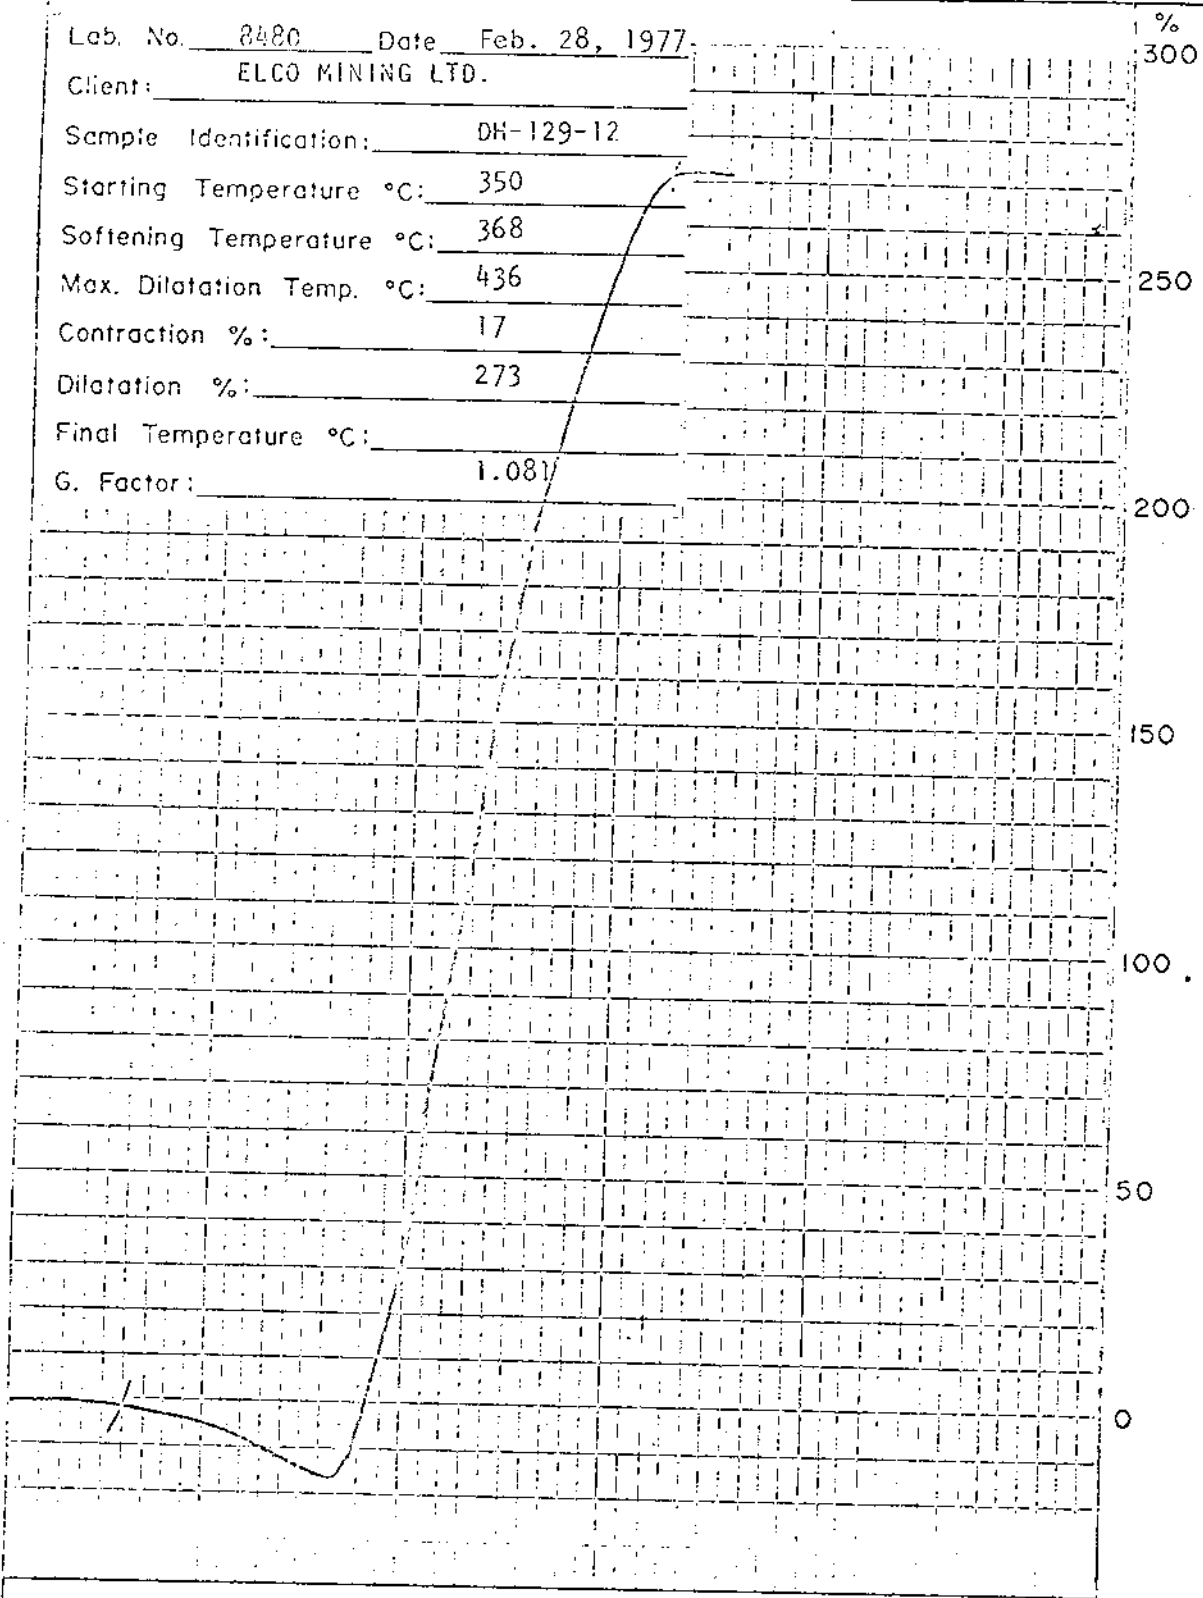 Lab. No. 8480 Date Feb. 28, 1977
Client: ELCO MINING LTD.
Sample Identification: DH-129-12
Starting Temperature °C: 350
Softening Temperature °C: 368
Max. Dilatation Temp. °C: 436
Contraction %: 17
Dilatation %: 273
Final Temperature °C:
G. Factor: 1.081
%
300
250
200
150
100
50
0